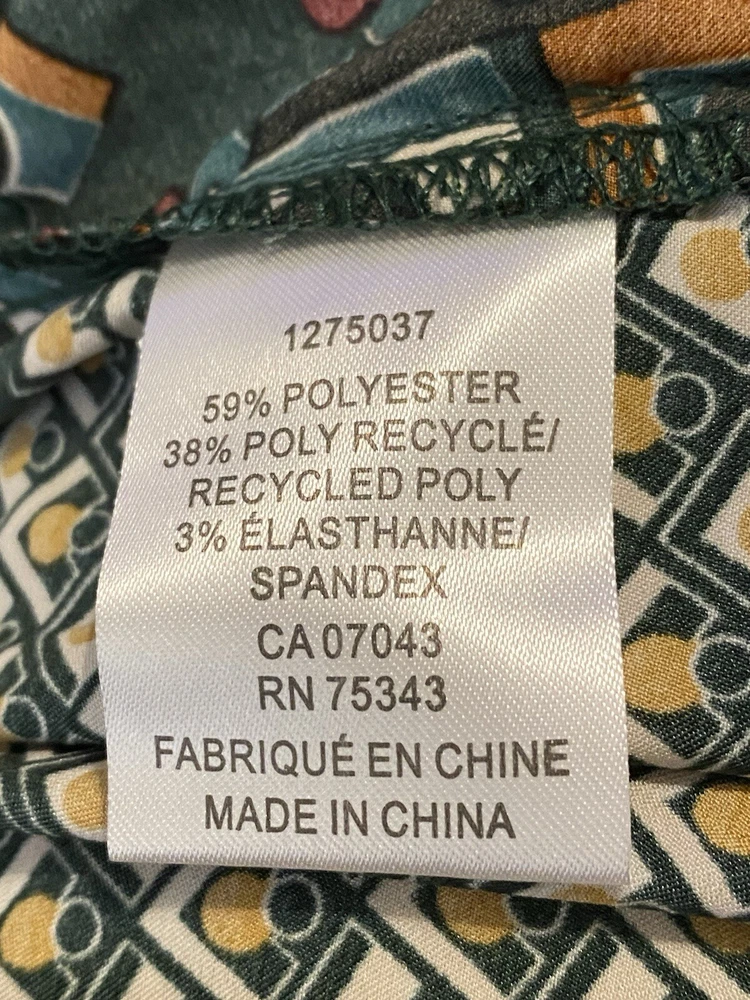 1275037
59% POLYESTER
38% POLY RECYCLÉ/
RECYCLED POLY
3% ÉLASTHANNE/
SPANDEX
CA 07043
RN 75343
FABRIQUÉ EN CHINE
MADE IN CHINA